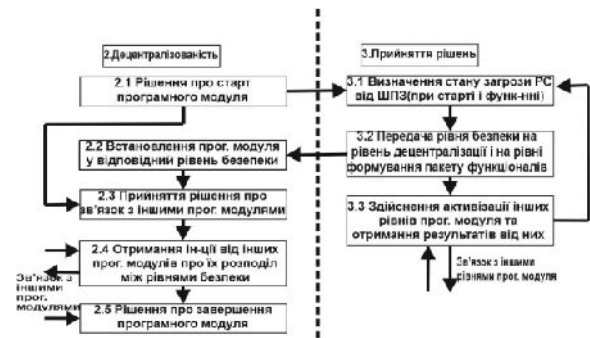 2.Децентралізованість
2.1 Рішення про старт
програмного модуля
2.2 Встановлення прог. модуля
у відповідний рівень безепеки
2.3 Прийняття рішення про
зв'язок з іншими прог. модулями
2.4 Отримання ін-ції від інших
прог. модулів про їх розподіл
між рівнями безпеки
Зв'язок з
іншими
прог.
модулями
2.5 Рішення про завершення
програмного модуля
3.Прийняття рішень
3.1 Визначення стану загрози РС
від ШПЗ(при старті і функ-нні)
3.2 Передача рівня безпеки на
рівень децентралізації і на рівні
формування пакету функціоналів
3.3 Здійснення активізації інших
рівнів прог. модуля та
отримання результатів від них
Зв'язок з іншими
рівнями прог. модуля